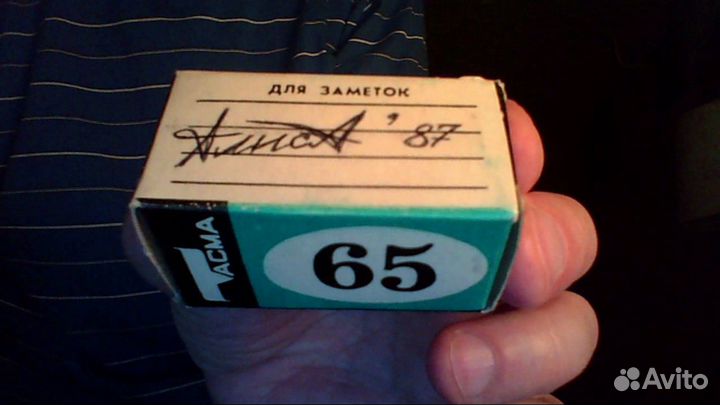 ДЛЯ ЗАМЕТОК
АлисА '87
ТАСМА
65
Avito